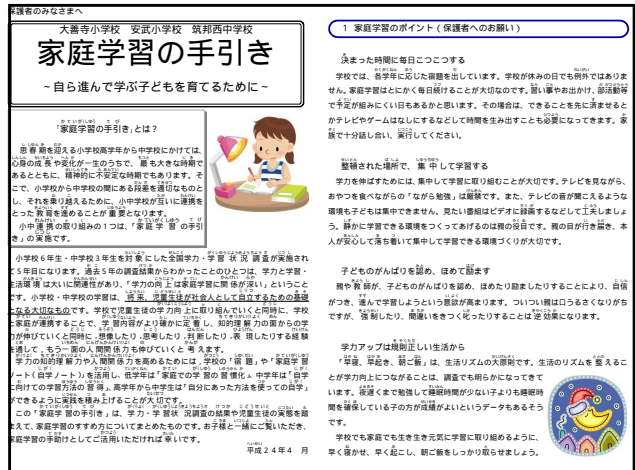 保護者のみなさまへ
大善寺小学校　安武小学校　筑邦西中学校
家庭学習の手引き
～自ら進んで学ぶ子どもを育てるために～
「家庭学習の手引き」とは？
思春期を迎える小学校高学年から中学校にかけては、
心身の成長や変化が一生のうちで、最も大きな時期で
あるとともに、精神的に不安定な時期でもあります。そ
こで、小学校から中学校の間にある段差を適切なものと
し、それを乗り越えるために、小中学校が互いに連携を
とった教育を進めることが重要となります。
小中連携の取り組みの1つは、「家庭学習の手引
き」の実施です。
小学校6年生・中学校3年生を対象にした全国学力・学習状況調査が実施され
て5年目になります。過去5年の調査結果からわかったことのひとつは、学力と学習・
生活環境は大いに関連性があり、「学力の向上は家庭学習に関係が深い」ということ
です。小学校・中学校の学習は、将来、児童生徒が社会人として自立するための基礎
となる大切なものです。学校で児童生徒の学力向上に取り組んでいくと同時に、学校
と家庭が連携することで、学習内容がより確かに定着し、知的理解力の面からの学
力が伸びていくと同時に、想像したり、思考したり、判断したり、表現したりする経験
を通して、もう一面の人間関係力も伸びていくと考えます。
学力の知的理解力や人間関係力を高めるためには、学校の「宿題」や「家庭学習
ノート（自学ノート）」を活用し、低学年は「家庭での学習の習慣化」、中学年は「自学
に向けての学習方法の習得」、高学年から中学生は「自分にあった方法を使っての自学」
ができるように実践を積み上げることが大切です。
この「家庭学習の手引き」は、学力・学習状況調査の結果や児童生徒の実態を踏
まえて、家庭学習のすすめ方についてまとめたものです。お子様と一緒にご覧いただき、
家庭学習の手助けとしてご活用いただければ幸いです。
平成24年4月
1　家庭学習のポイント（保護者へのお願い）
決まった時間に毎日こつこつする
学校では、各学年に応じた宿題を出しています。学校が休みの日でも例外ではありま
せん。家庭学習はとにかく毎日続けることが大切なのです。習い事やお出かけ、部活動等
で予定が組みにくい日もあるかと思います。その場合は、できることを先に済ませると
かテレビやゲームはなしにするなどして時間を生み出すことも必要になってきます。家
族で十分話し合い、実行してください。
整頓された場所で、集中して学習する
学力を伸ばすためには、集中して学習に取り組むことが大切です。テレビを見ながら、
おやつを食べながらの「ながら勉強」は厳禁です。また、テレビの音が聞こえるような
環境も子どもは集中できません。見たい番組はビデオに録画するなどして工夫しましょ
う。静かに学習できる環境をつくってあげるのは親の役目です。親の目が行き届き、本
人が安心して落ち着いて集中して学習できる環境づくりが大切です。
子どものがんばりを認め、ほめて励ます
親や教師が、子どものがんばりを認め、ほめたり励ましたりすることにより、自信
がつき、進んで学習しようという意欲が高まります。ついつい親は口うるさくなりがち
ですが、強制したり、間違いをきつく叱ったりすることは逆効果になります。
学力アップは規則正しい生活から
「早寝、早起き、朝ご飯」は、生活リズムの大原則です。生活のリズムを整えるこ
とが学力向上につながることは、調査でも明らかになってきて
います。夜遅くまで勉強して睡眠時間が少ない子よりも睡眠時
間を確保している子の方が成績がよいというデータもあるそう
です。
学校でも家庭でも生き生き元気に学習に取り組めるように、
早く寝かせ、早く起こし、朝ご飯をしっかり取らせましょう。